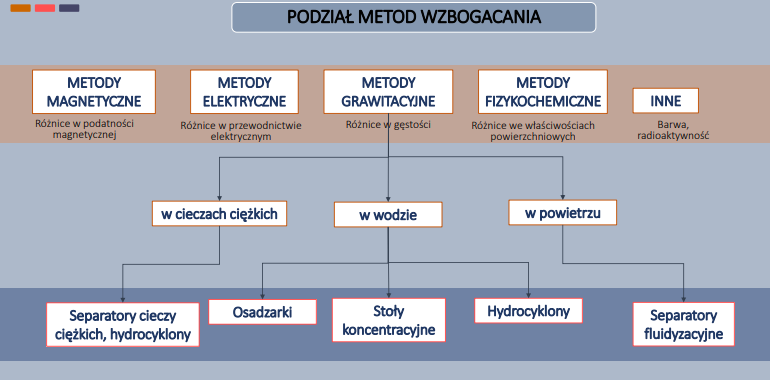 PODZIAŁ METOD WZBOGACANIA
METODY
MAGNETYCZNE
Różnice w podatności
magnetycznej
METODY
ELEKTRYCZNE
Różnice w przewodnictwie
elektrycznym
METODY
GRAWITACYJNE
Różnice w gęstości
METODY
FIZYKOCHEMICZNE
Różnice we właściwościach
powierzchniowych
INNE
Barwa,
radioaktywność
w cieczach ciężkich
w wodzie
w powietrzu
Separatory cieczy
ciężkich, hydrocyklony
Osadzarki
Stoły
koncentracyjne
Hydrocyklony
Separatory
fluidyzacyjne